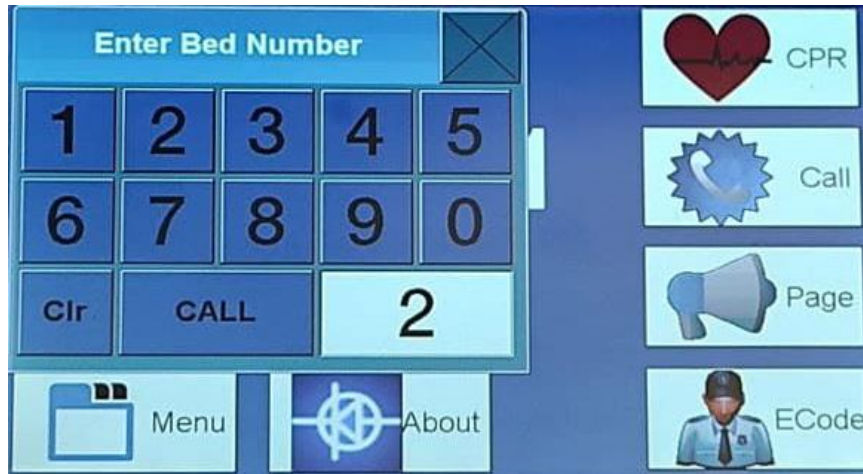 Enter Bed Number
1 2 3 4 5
6 7 8 9 0
Clr CALL 2
CPR
Call
Page
ECode
Menu
About